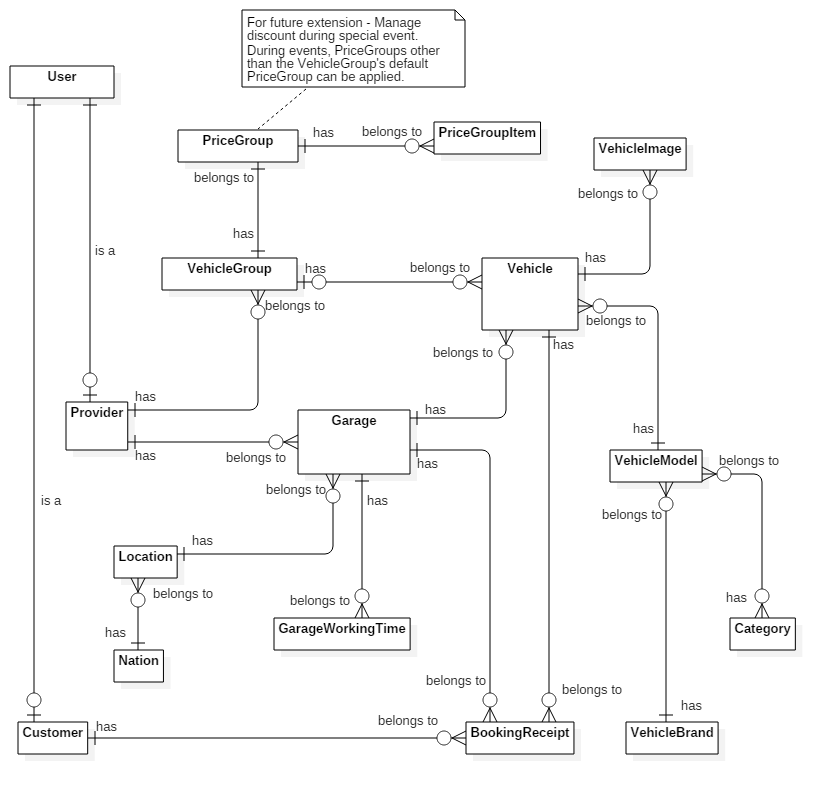 For future extension - Manage
discount during special event.
During events, PriceGroups other
than the VehicleGroup's default
PriceGroup can be applied.
User
PriceGroup
has
belongs to
PriceGroupItem
VehicleImage
belongs to
belongs to
has
is a
has
VehicleGroup
has
belongs to
Vehicle
belongs to
belongs to
has
belongs to
has
Provider
has
Garage
has
has
VehicleModel
belongs to
has
belongs to
has
belongs to
has
belongs to
is a
has
Location
belongs to
belongs to
has
GarageWorkingTime
has
Category
Nation
belongs to
belongs to
has
Customer
has
belongs to
BookingReceipt
VehicleBrand